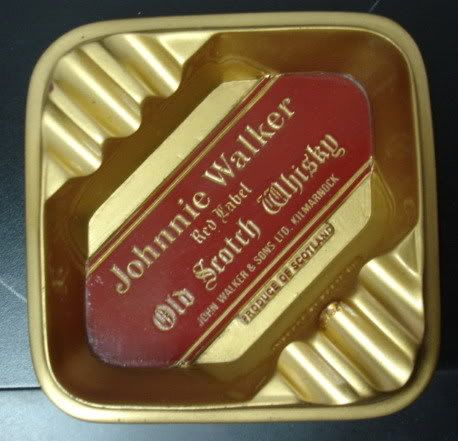 Johnnie Walker
Red Label
Old Scotch Whisky
JOHN WALKER & SONS LTD. KILMARNOCK
PRODUCE OF SCOTLAND